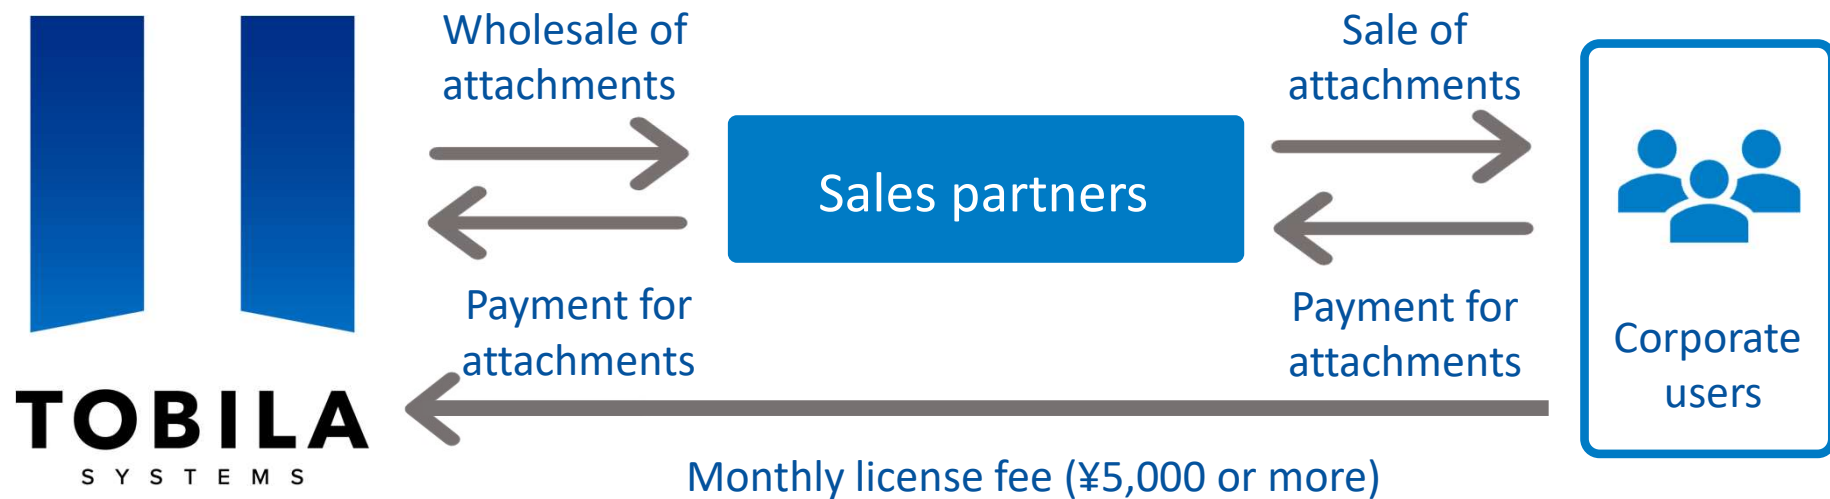 Wholesale of
attachments
Sale of
attachments
Sales partners
Payment for
attachments
Payment for
attachments
Corporate
users
TOBILA
SYSTEMS
Monthly license fee (¥5,000 or more)